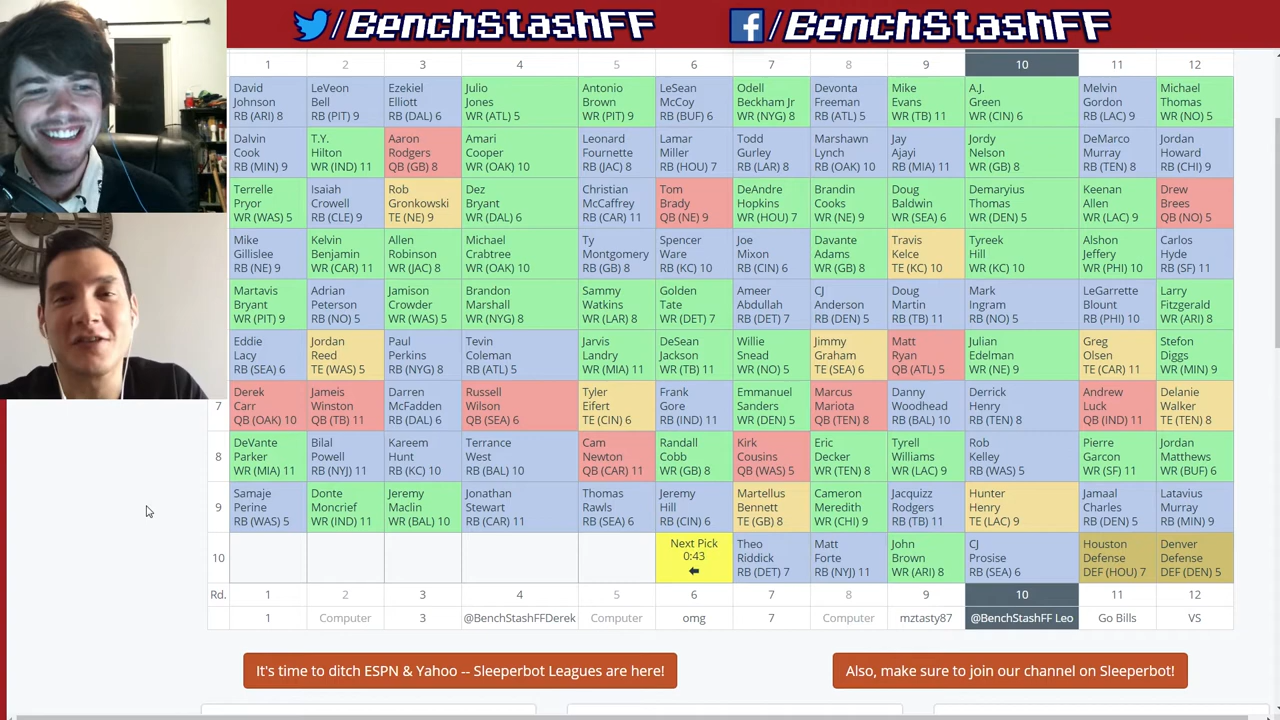 /BenchStashFF /BenchStashFF
1 2 3 4 5 6 7 8 9 10 11 12
David LeVeon Ezekiel Julio Antonio LeSean Odell Devonta Mike A.J. Melvin Michael
Johnson Bell Elliott Jones Brown McCoy Beckham Jr Freeman Evans Green Gordon Thomas
RB (ARI) 8 RB (PIT) 9 RB (DAL) 6 WR (ATL) 5 WR (PIT) 9 RB (BUF) 6 WR (NYG) 8 RB (ATL) 5 WR (TB) 11 WR (CIN) 6 RB (LAC) 9 WR (NO) 5
Dalvin T.Y. Aaron Amari Leonard Lamar Todd Marshawn Jay Jordy DeMarco Jordan
Cook Hilton Rodgers Cooper Fournette Miller Gurley Lynch Ajayi Nelson Murray Howard
RB (MIN) 9 WR (IND) 11 QB (GB) 8 WR (OAK) 10 RB (JAC) 8 RB (HOU) 7 RB (LAR) 8 RB (OAK) 10 RB (MIA) 11 WR (GB) 8 RB (TEN) 8 RB (CHI) 9
Terrelle Isaiah Rob Dez Christian Tom DeAndre Brandin Doug Demaryius Keenan Drew
Pryor Crowell Gronkowski Bryant McCaffrey Brady Hopkins Cooks Baldwin Thomas Allen Brees
WR (WAS) 5 RB (CLE) 9 TE (NE) 9 WR (DAL) 6 RB (CAR) 11 QB (NE) 9 WR (HOU) 7 WR (NE) 9 WR (SEA) 6 WR (DEN) 5 WR (LAC) 9 QB (NO) 5
Mike Kelvin Allen Michael Ty Spencer Joe Davante Travis Tyreek Alshon Carlos
Gillislee Benjamin Robinson Crabtree Montgomery Ware Mixon Adams Kelce Hill Jeffery Hyde
RB (NE) 9 WR (CAR) 11 WR (JAC) 8 WR (OAK) 10 RB (GB) 8 RB (KC) 10 RB (CIN) 6 WR (GB) 8 TE (KC) 10 WR (KC) 10 WR (PHI) 10 RB (SF) 11
Martavis Adrian Jamison Brandon Sammy Golden Ameer CJ Doug Mark LeGarrette Larry
Bryant Peterson Crowder Marshall Watkins Tate Abdullah Anderson Martin Ingram Blount Fitzgerald
WR (PIT) 9 RB (NO) 5 WR (WAS) 5 WR (NYG) 8 WR (LAR) 8 WR (DET) 7 RB (DET) 7 RB (DEN) 5 RB (TB) 11 RB (NO) 5 RB (PHI) 10 WR (ARI) 8
Eddie Jordan Paul Tevin Jarvis DeSean Willie Jimmy Matt Julian Greg Stefon
Lacy Reed Perkins Coleman Landry Jackson Snead Graham Ryan Edelman Olsen Diggs
RB (SEA) 6 TE (WAS) 5 RB (NYG) 8 RB (ATL) 5 WR (MIA) 11 WR (TB) 11 WR (NO) 5 TE (SEA) 6 QB (ATL) 5 WR (NE) 9 TE (CAR) 11 WR (MIN) 9
Derek Jameis Darren Russell Tyler Frank Emmanuel Marcus Danny Derrick Andrew Delanie
7 Carr Winston McFadden Wilson Eifert Gore Sanders Mariota Woodhead Henry Luck Walker
QB (OAK) 10 QB (TB) 11 RB (DAL) 6 QB (SEA) 6 TE (CIN) 6 RB (IND) 11 WR (DEN) 5 QB (TEN) 8 RB (BAL) 10 RB (TEN) 8 QB (IND) 11 TE (TEN) 8
DeVante Bilal Kareem Terrance Cam Randall Kirk Eric Tyrell Rob Pierre Jordan
8 Parker Powell Hunt West Newton Cobb Cousins Decker Williams Kelley Garcon Matthews
WR (MIA) 11 RB (NYJ) 11 RB (KC) 10 RB (BAL) 10 QB (CAR) 11 WR (GB) 8 QB (WAS) 5 WR (TEN) 8 WR (LAC) 9 RB (WAS) 5 WR (SF) 11 WR (BUF) 6
Samaje Donte Jeremy Jonathan Thomas Jeremy Martellus Cameron Jacquizz Hunter Jamaal Latavius
9 Perine Moncrief Maclin Stewart Rawls Hill Bennett Meredith Rodgers Henry Charles Murray
RB (WAS) 5 WR (IND) 11 WR (BAL) 10 RB (CAR) 11 RB (SEA) 6 RB (CIN) 6 TE (GB) 8 WR (CHI) 9 RB (TB) 11 TE (LAC) 9 RB (DEN) 5 RB (MIN) 9
Next Pick Theo Matt John CJ Houston Denver
10 0:43 Riddick Forte Brown Prosise Defense Defense
RB (DET) 7 RB (NYJ) 11 WR (ARI) 8 RB (SEA) 6 DEF (HOU) 7 DEF (DEN) 5
Rd. 1 2 3 4 5 6 7 8 9 10 11 12
1 Computer 3 @BenchStashFFDerek Computer omg 7 Computer mztasty87 @BenchStashFF Leo Go Bills VS
It's time to ditch ESPN & Yahoo -- Sleeperbot Leagues are here! Also, make sure to join our channel on Sleeperbot!